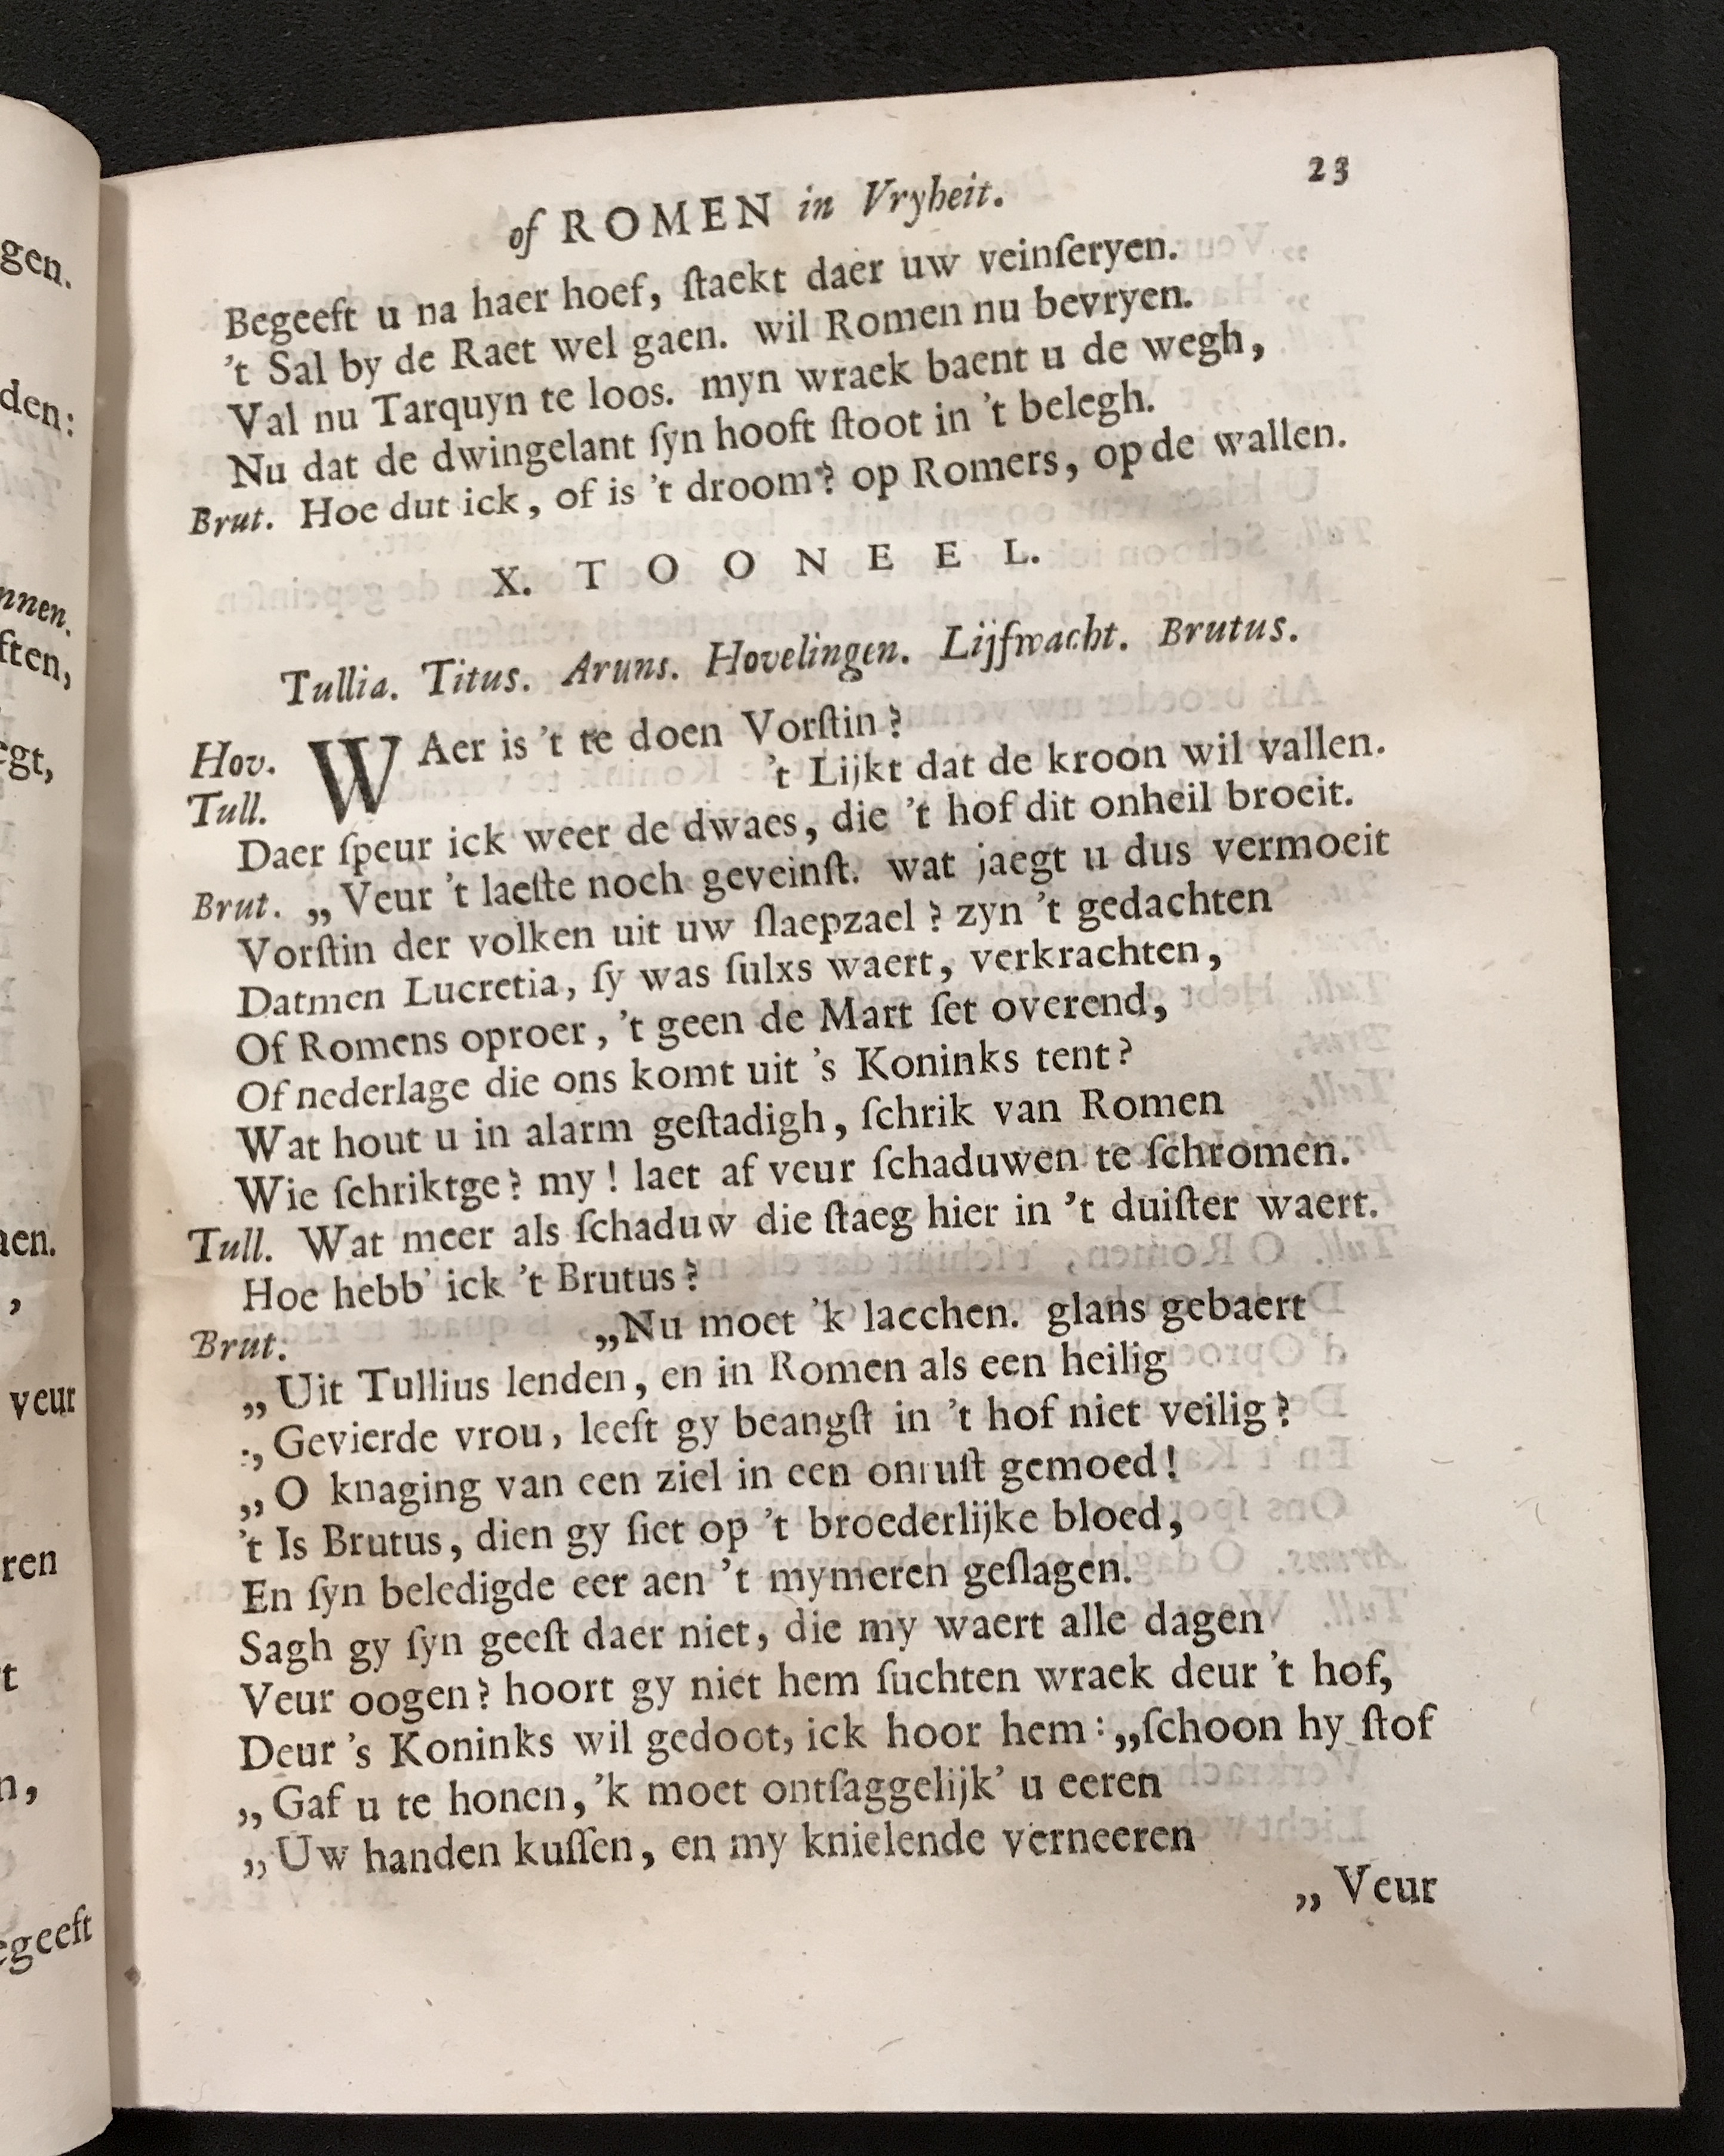 of ROMEN in Vryheit. 23
Begeeft u na haer hoef, ſtaekt daer uw veinſeryen.
't Sal by de Raet wel gaen. wil Romen nu bevryen.
Val nu Tarquyn te loos. myn wraek baent u de wegh,
Nu dat de dwingelant ſyn hooft ſtoot in 't belegh.
Brut. Hoe dut ick, of is 't droom? op Romers, op de wallen.
X. TOONEEL.
Tullia. Titus. Aruns. Hovelingen. Lijfwacht. Brutus.
Hov. WAer is 't te doen Vorſtin?
Tull. 't Lijkt dat de kroon wil vallen.
Daer ſpeur ick weer de dwaes, die 't hof dit onheil broeit.
Brut. „Veur 't laeſte noch geveinſt. wat jaegt u dus vermoeit
Vorſtin der volken uit uw ſlaepzael? zyn 't gedachten
Datmen Lucretia, ſy was ſulxs waert, verkrachten,
Of Romens oproer, 't geen de Mart ſet overend,
Of nederlage die ons komt uit 's Koninks tent?
Wat hout u in alarm geſtadigh, ſchrik van Romen
Wie ſchriktge? my! laet af veur ſchaduwen te ſchromen.
Tull. Wat meer als ſchaduw die ſtaeg hier in 't duiſter waert.
Hoe hebb' ick 't Brutus?
Brut: „Nu moet 'k lacchen. glans gebaert
„Uit Tullius lenden, en in Romen als een heilig
„Gevierde vrou, leeft gy beangſt in 't hof niet veilig?
„O knaging van een ziel in een onruſt gemoed!
't Is Brutus, dien gy ſiet op 't broederlijke bloed,
En ſyn beledigde eer aen 't mymeren geſlagen.
Sagh gy ſyn geeſt daer niet, die my waert alle dagen
Veur oogen? hoort gy niet hem ſuchten wraek deur 't hof,
Deur 's Koninks wil gedoot, ick hoor hem: „ſchoon hy ſtof
„Gaf u te honen, 'k moet ontſaggelijk' u eeren
„Uw handen kuſſen, en my knielende verneeren
„Veur
gen.
den:
nnen.
ften,
egt,
aen.
,
veur
ren
t
n,
egeeft